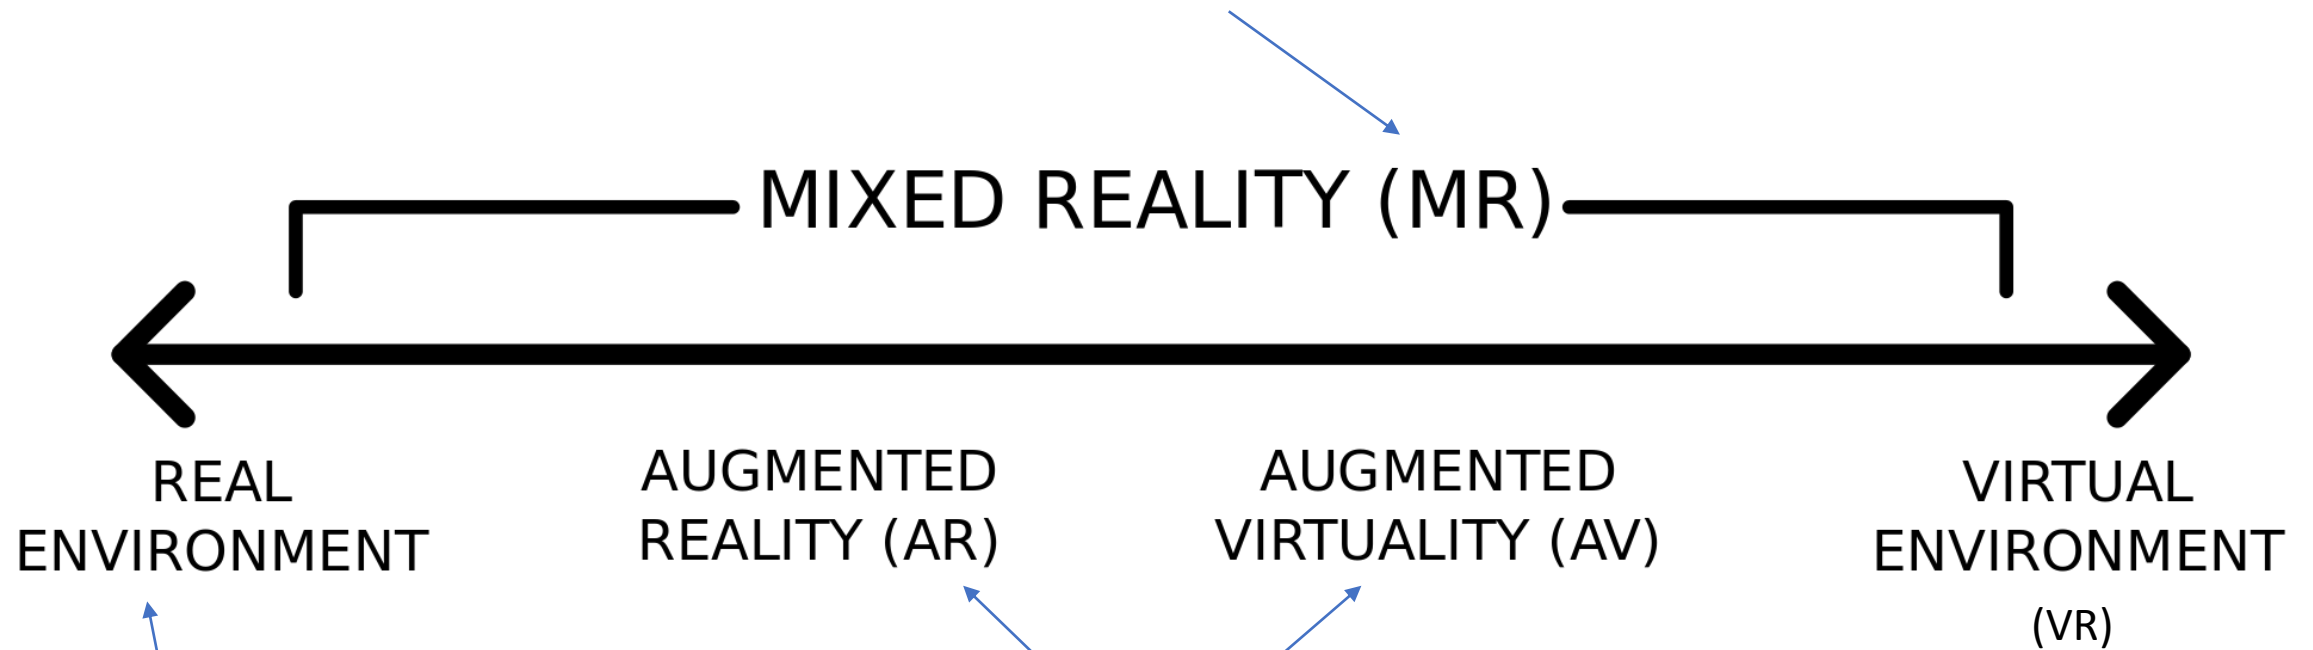 MIXED REALITY (MR)
REAL
ENVIRONMENT
AUGMENTED
REALITY (AR)
AUGMENTED
VIRTUALITY (AV)
VIRTUAL
ENVIRONMENT
(VR)